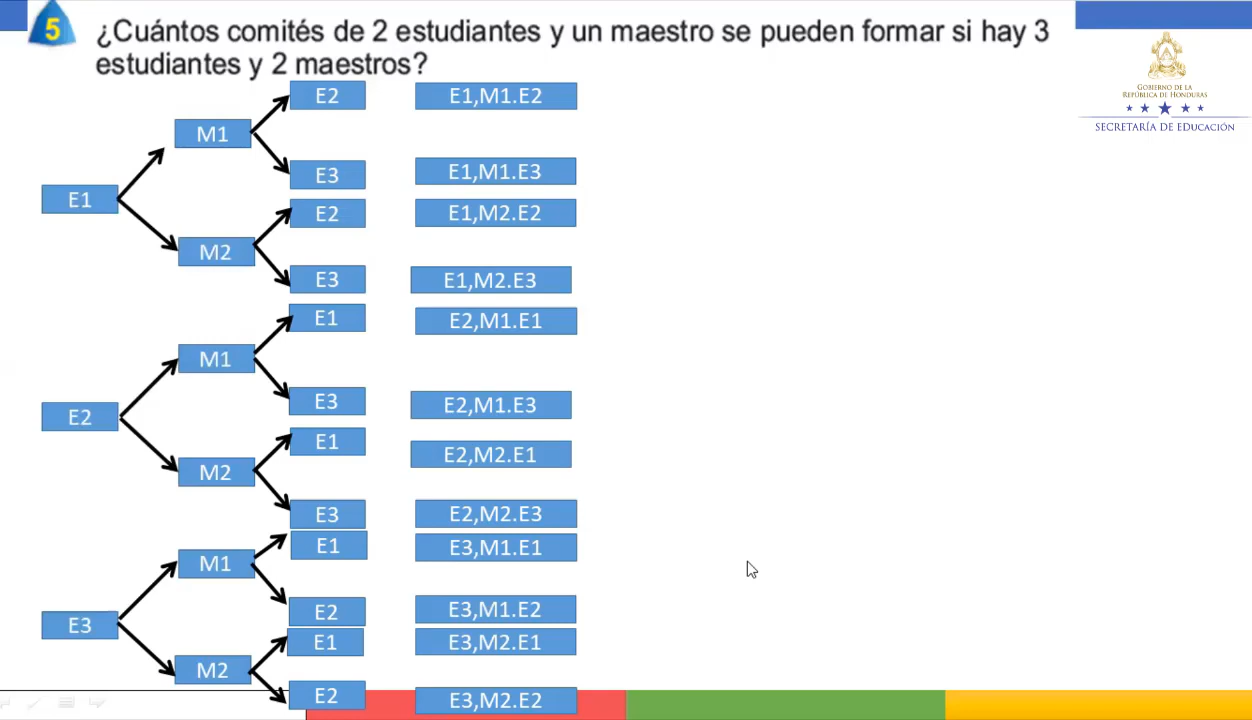 5
¿Cuántos comités de 2 estudiantes y un maestro se pueden formar si hay 3
estudiantes y 2 maestros?
GOBIERNO DE LA
REPÚBLICA DE HONDURAS
SECRETARÍA DE EDUCACIÓN
E2
E1,M1.E2
M1
E3
E1,M1.E3
E1
E2
E1,M2.E2
M2
E3
E1,M2.E3
E1
E2,M1.E1
M1
E3
E2,M1.E3
E2
E1
E2,M2.E1
M2
E3
E2,M2.E3
E1
E3,M1.E1
M1
E2
E3,M1.E2
E3
E1
E3,M2.E1
M2
E2
E3,M2.E2